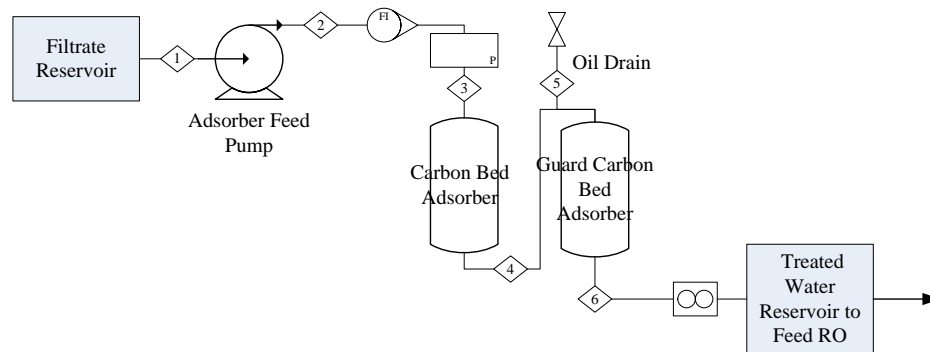 Filtrate
Reservoir
1
Adsorber Feed
Pump
2
FI
P
3
Carbon Bed
Adsorber
4
Oil Drain
5
Guard Carbon
Bed
Adsorber
6
Treated
Water
Reservoir to
Feed RO